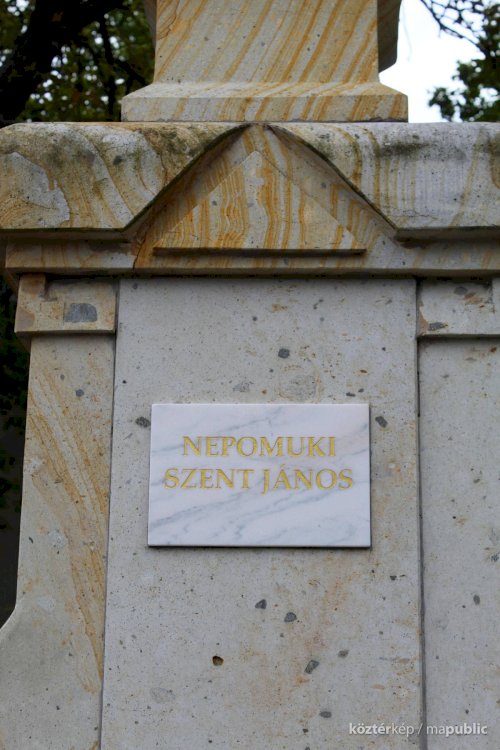 NEPOMUKI
SZENT JÁNOS
köztérkép / mapublic